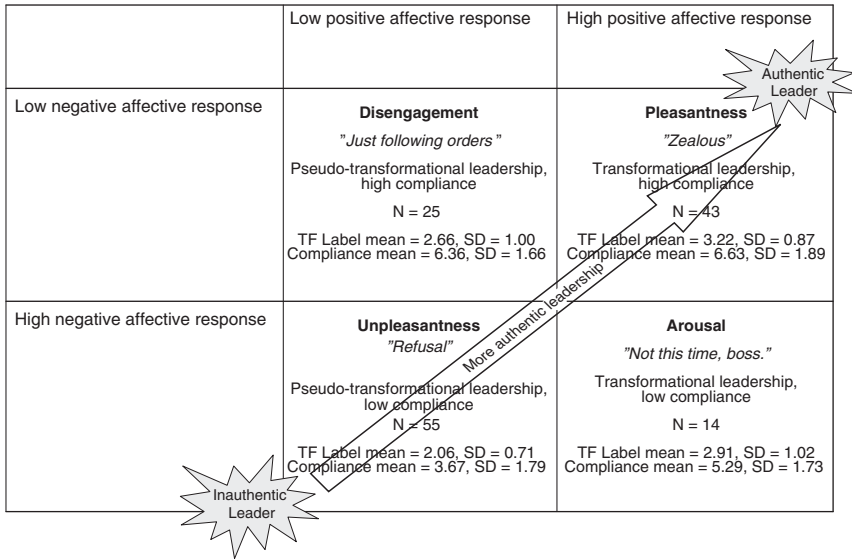 Low positive affective response
High positive affective response
Authentic
Leader
Low negative affective response
Disengagement
"Just following orders "
Pseudo-transformational leadership,
high compliance
N = 25
TF Label mean = 2.66, SD = 1.00
Compliance mean = 6.36, SD = 1.66
Pleasantness
"Zealous"
Transformational leadership,
high compliance
N = 43
TF Label mean = 3.22, SD = 0.87
Compliance mean = 6.63, SD = 1.89
More authentic leadership
High negative affective response
Unpleasantness
"Refusal"
Pseudo-transformational leadership,
low compliance
N = 55
TF Label mean = 2.06, SD = 0.71
Compliance mean = 3.67, SD = 1.79
Arousal
"Not this time, boss."
Transformational leadership,
low compliance
N = 14
TF Label mean = 2.91, SD = 1.02
Compliance mean = 5.29, SD = 1.73
Inauthentic
Leader